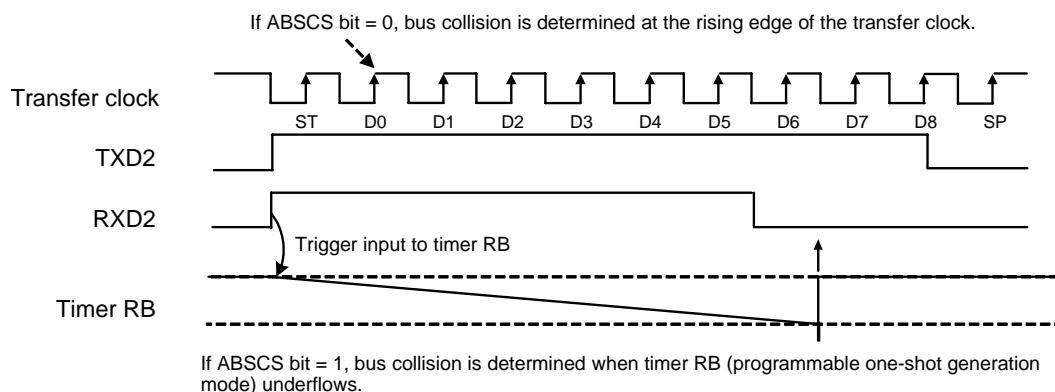 If ABSCS bit = 0, bus collision is determined at the rising edge of the transfer clock.
Transfer clock
ST D0 D1 D2 D3 D4 D5 D6 D7 D8 SP
TXD2
RXD2
Trigger input to timer RB
Timer RB
If ABSCS bit = 1, bus collision is determined when timer RB (programmable one-shot generation
mode) underflows.